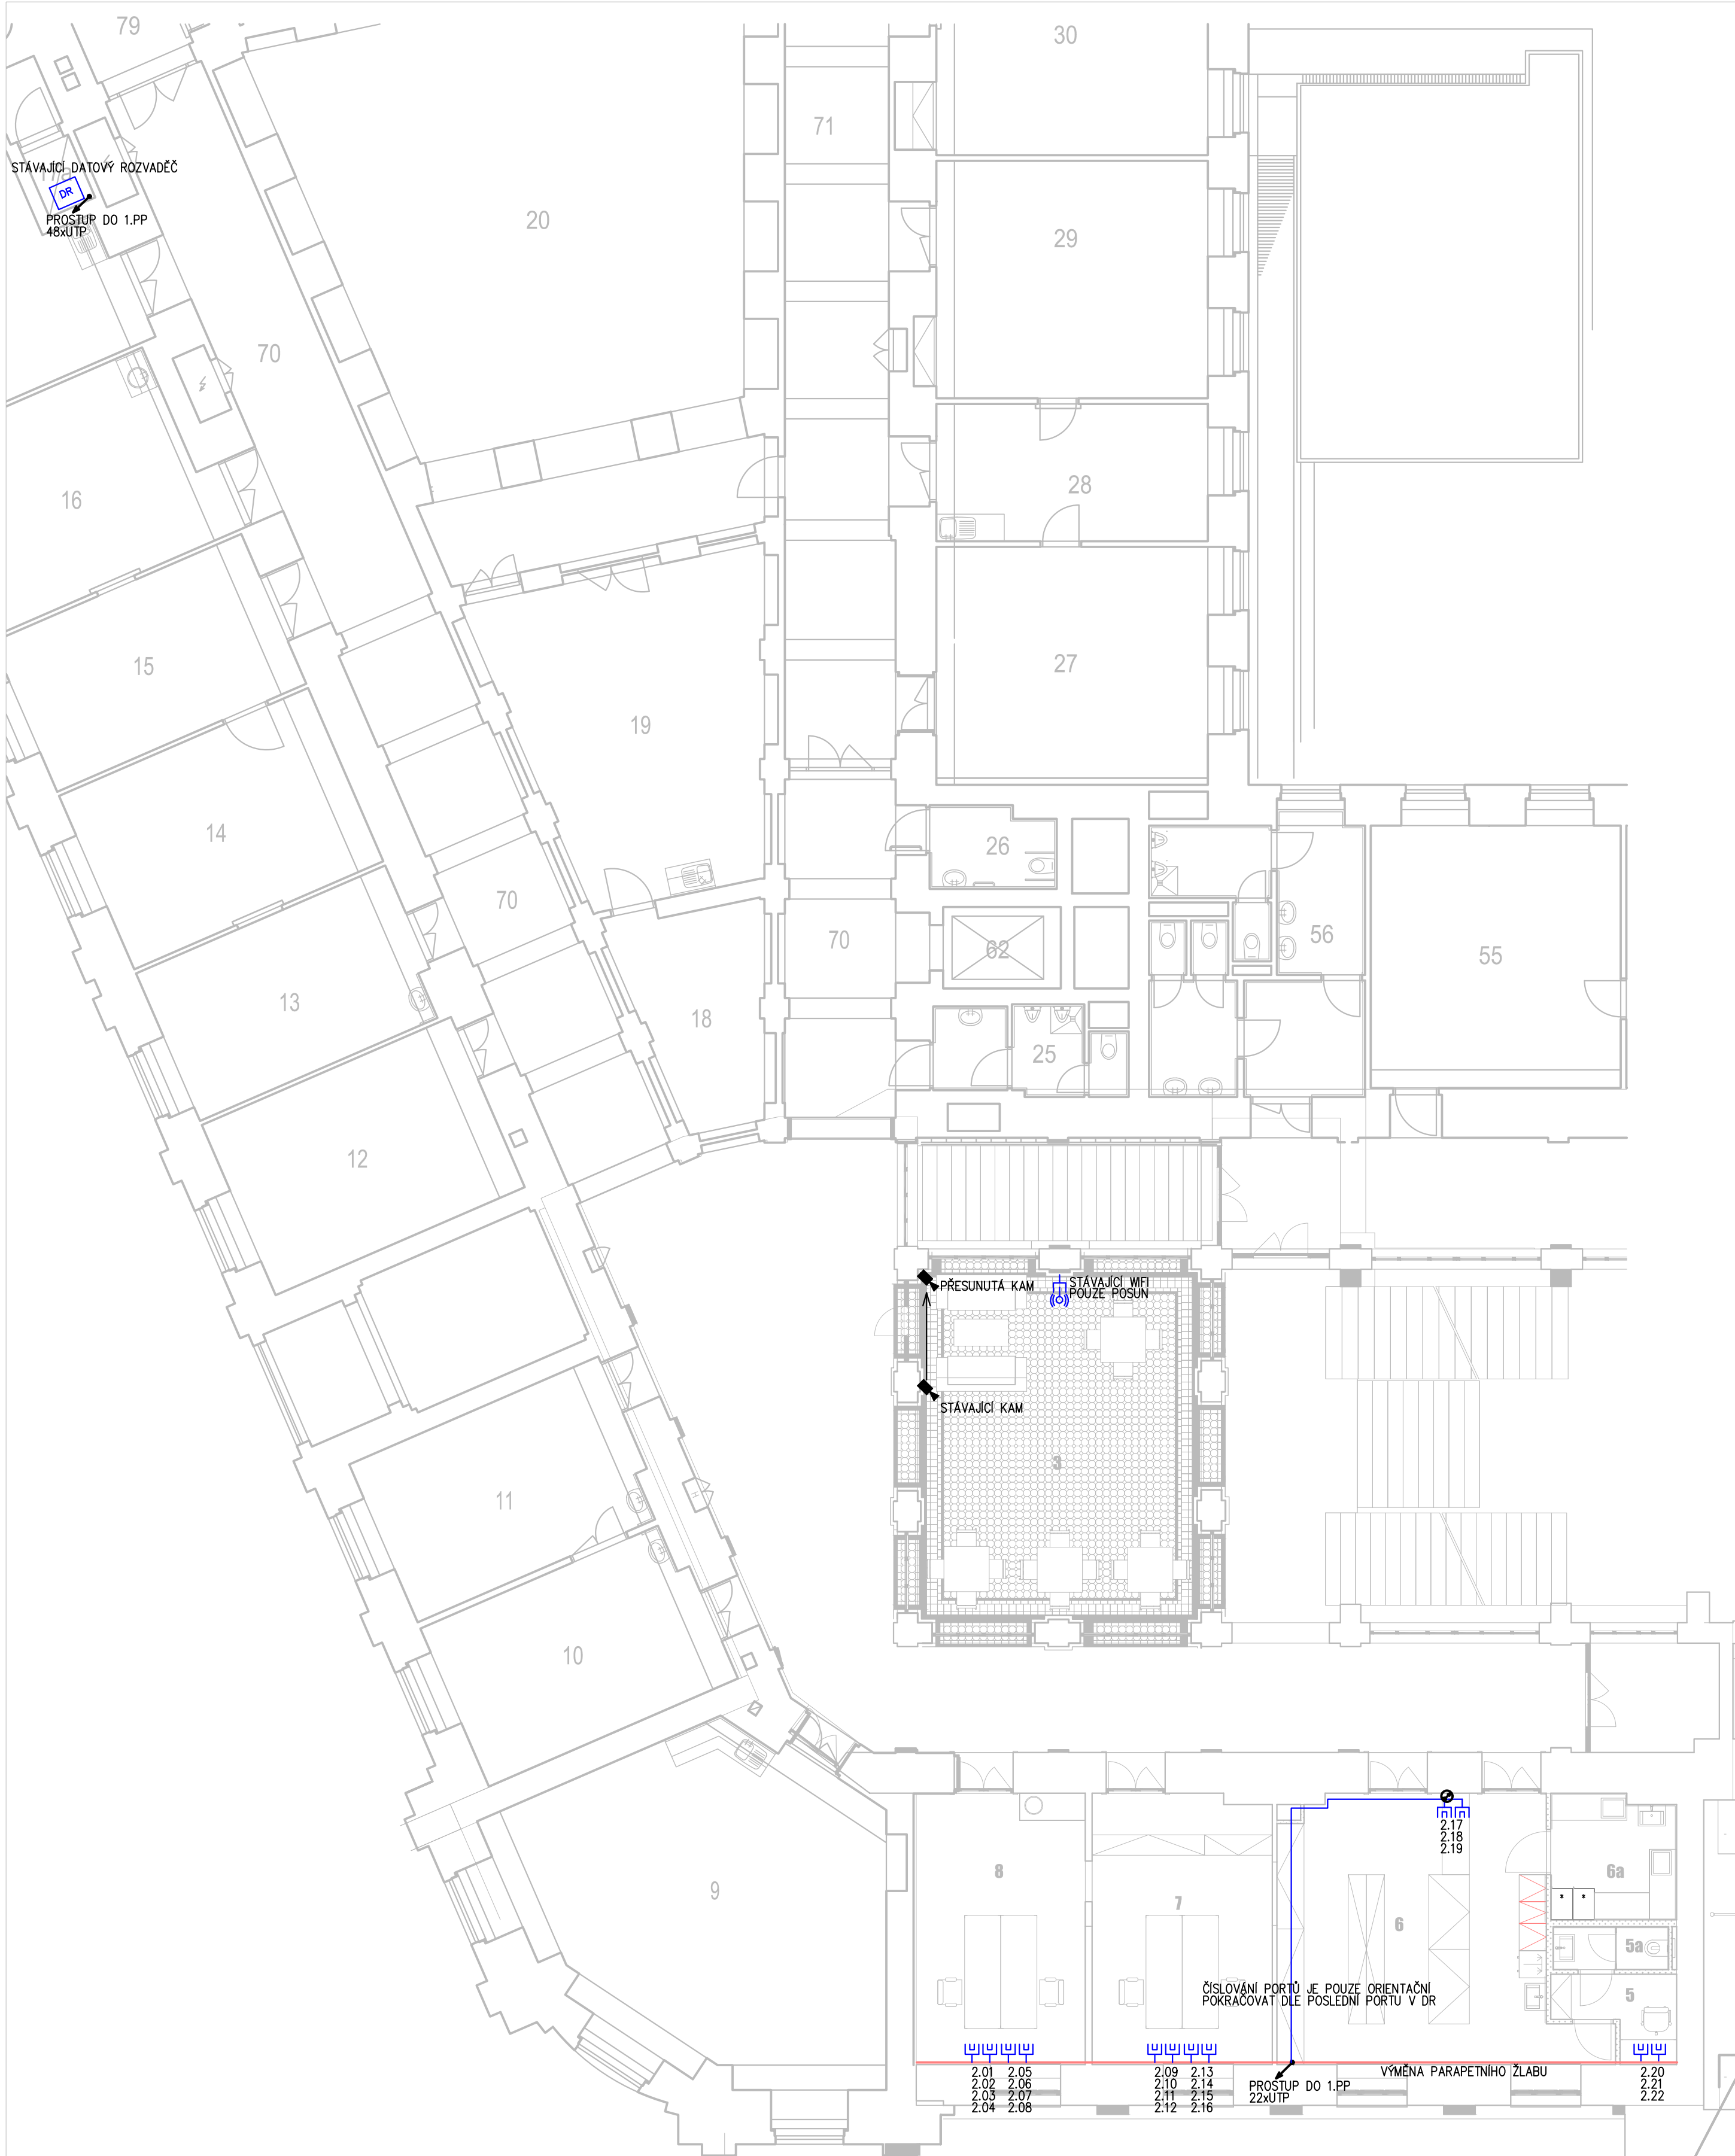 79
30
71
STÁVAJÍCÍ DATOVÝ ROZVADĚČ
DR
PROSTUP DO 1.PP
48xUTP
20
29
70
16
28
15
27
19
14
26
70
70
62
56
55
13
18
25
12
PŘESUNUTÁ KAM
STÁVAJÍCÍ WIFI
POUZE POSUN
STÁVAJÍCÍ KAM
3
11
10
2.17
2.18
2.19
9
8
7
6
6a
5a
5
ČÍSLOVÁNÍ PORTŮ JE POUZE ORIENTAČNÍ
POKRAČOVAT DLE POSLEDNÍ PORTU V DR
2.01 2.05
2.02 2.06
2.03 2.07
2.04 2.08
2.09 2.13
2.10 2.14
2.11 2.15
2.12 2.16
PROSTUP DO 1.PP
22xUTP
VÝMĚNA PARAPETNÍHO ŽLABU
2.20
2.21
2.22